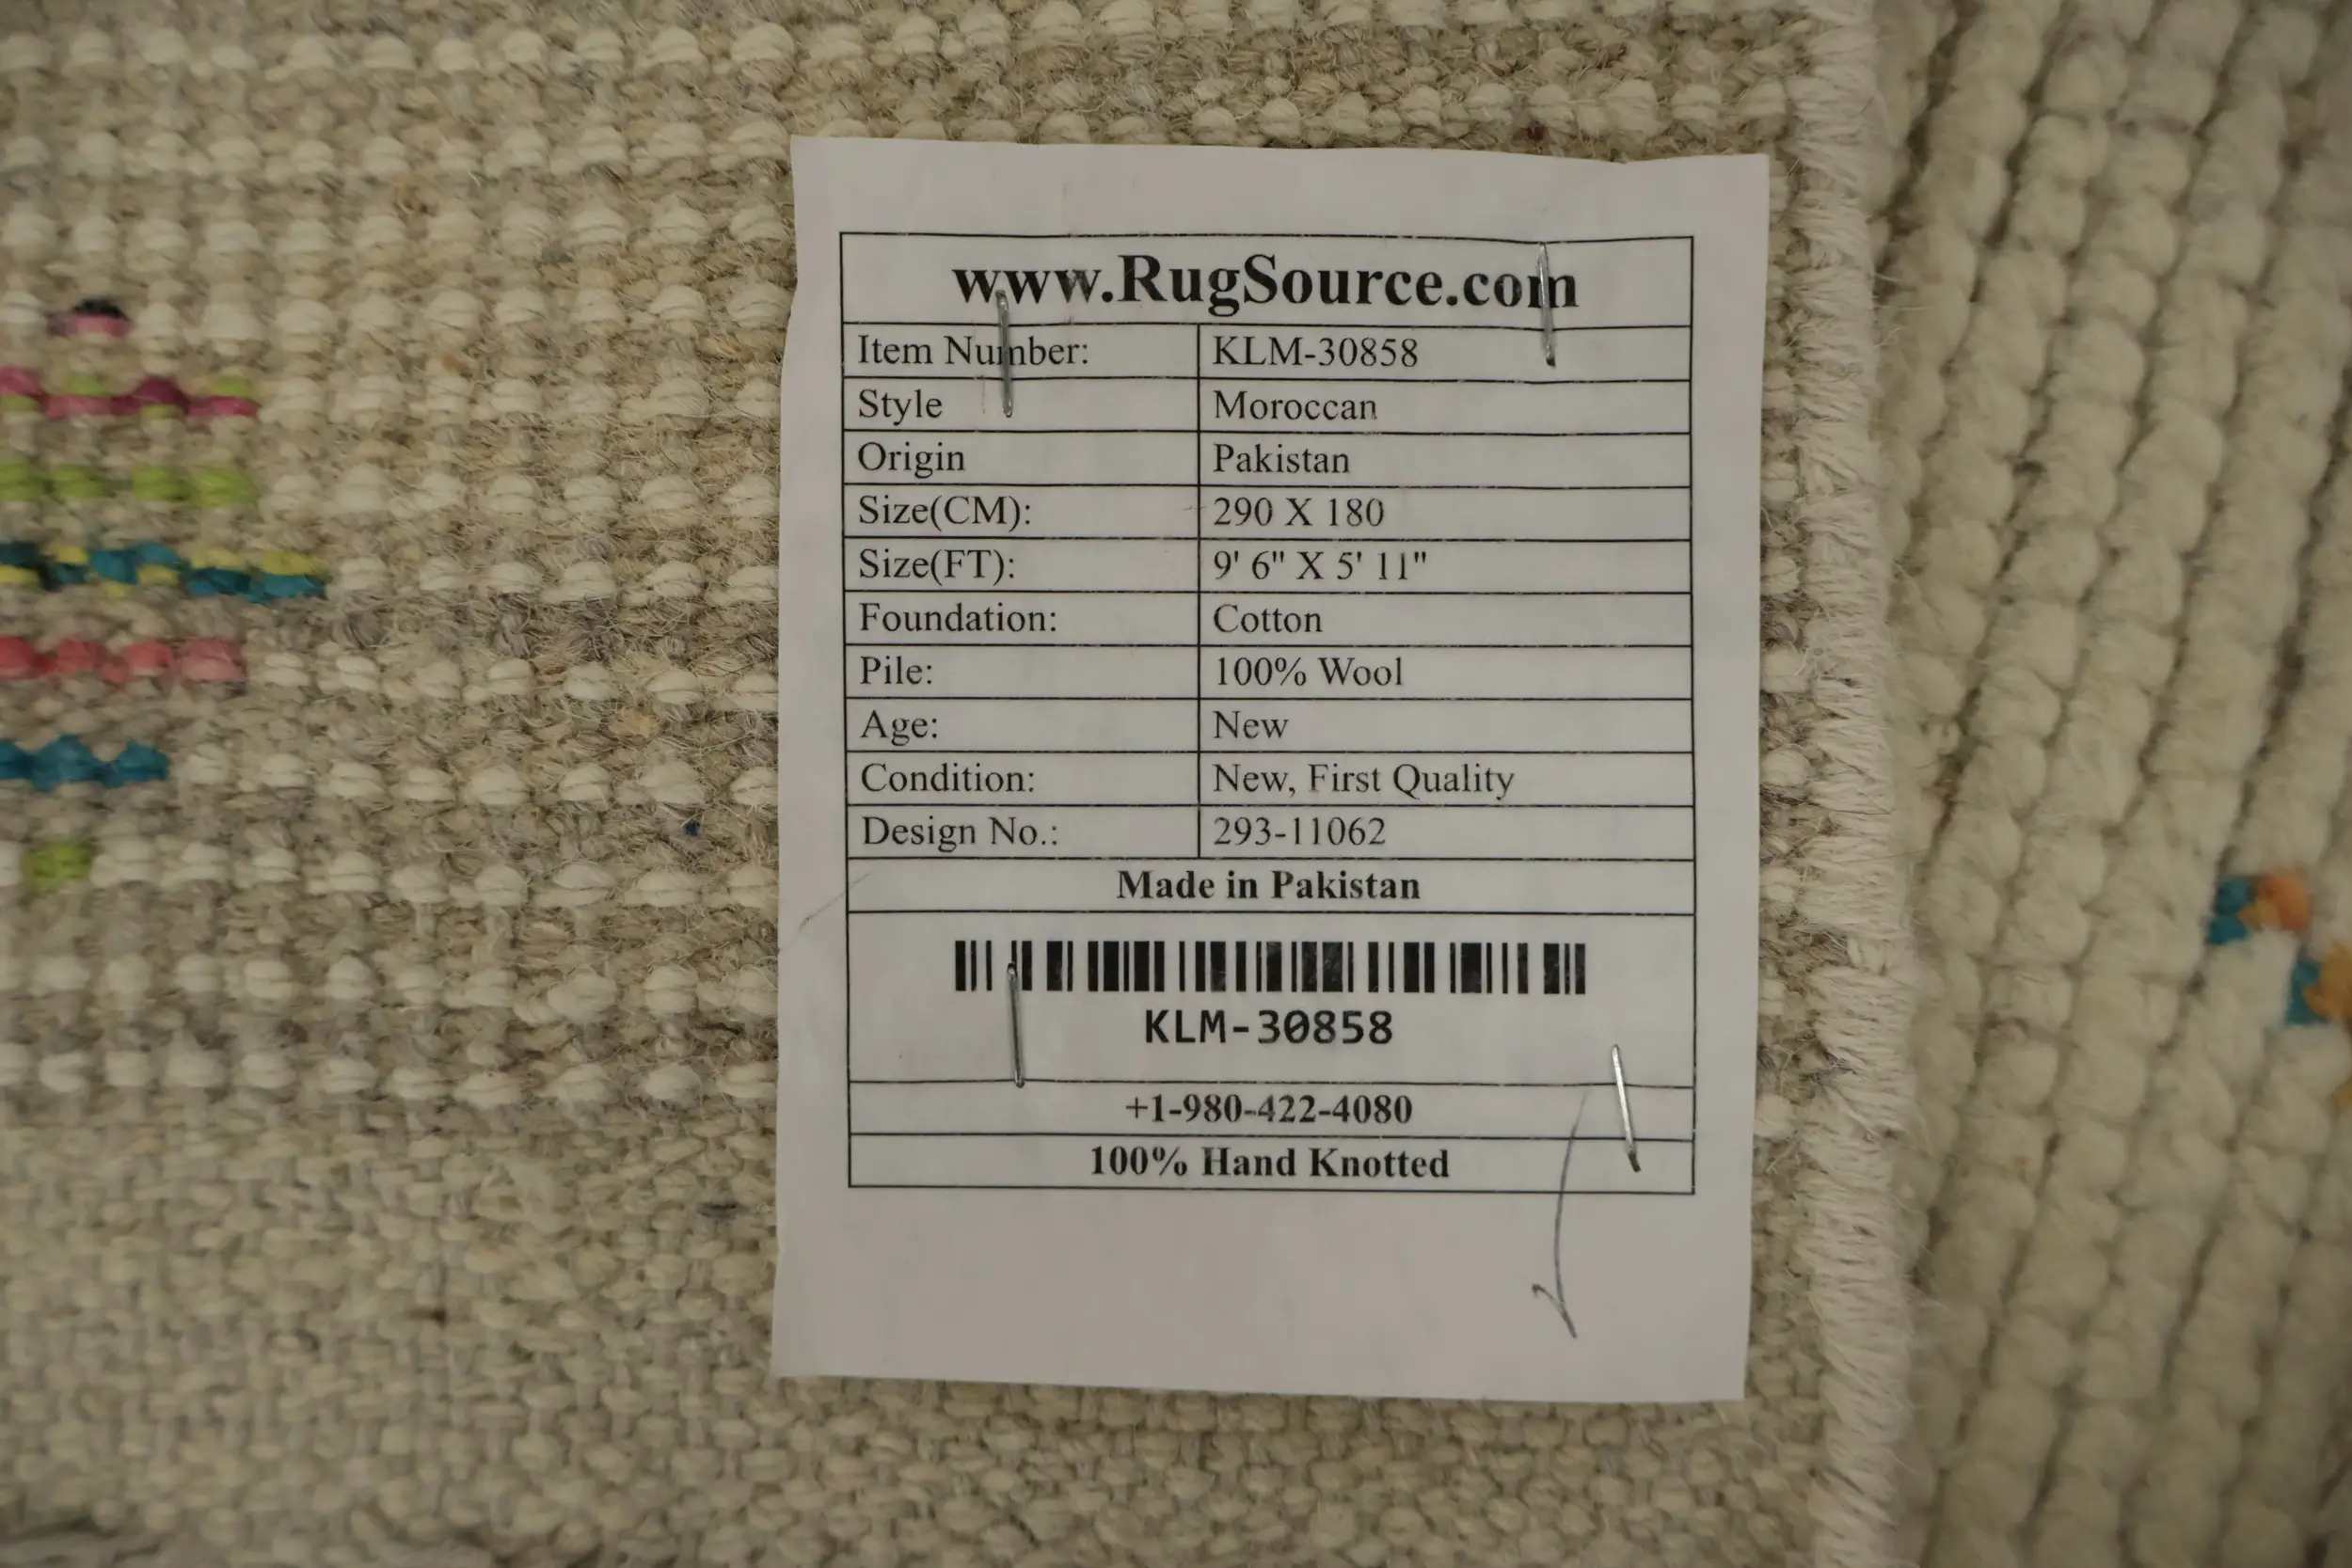 www.RugSource.com
Item Number: KLM-30858
Style Moroccan
Origin Pakistan
Size(CM): 290 X 180
Size(FT): 9' 6" X 5' 11"
Foundation: Cotton
Pile: 100% Wool
Age: New
Condition: New, First Quality
Design No.: 293-11062
Made in Pakistan
KLM-30858
+1-980-422-4080
100% Hand Knotted